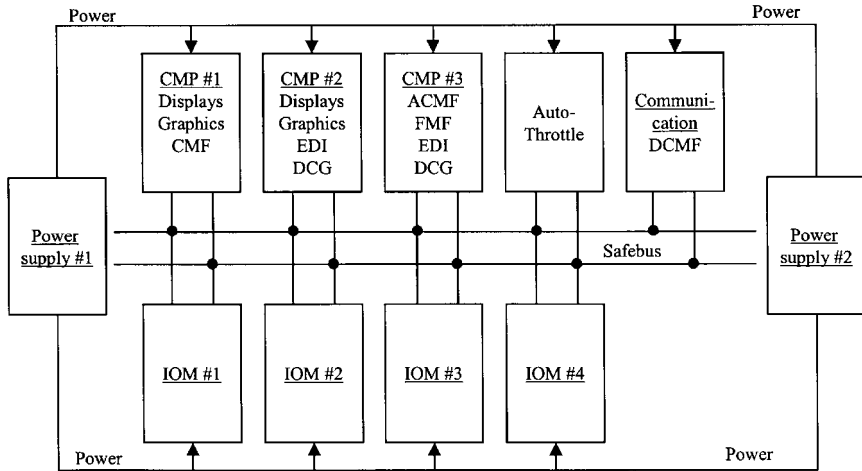 Power
Power
CMP #1
Displays
Graphics
CMF
CMP #2
Displays
Graphics
EDI
DCG
CMP #3
ACMF
FMF
EDI
DCG
Auto-
Throttle
Communi-
cation
DCMF
Power
supply #1
Safebus
Power
supply #2
IOM #1
IOM #2
IOM #3
IOM #4
Power
Power